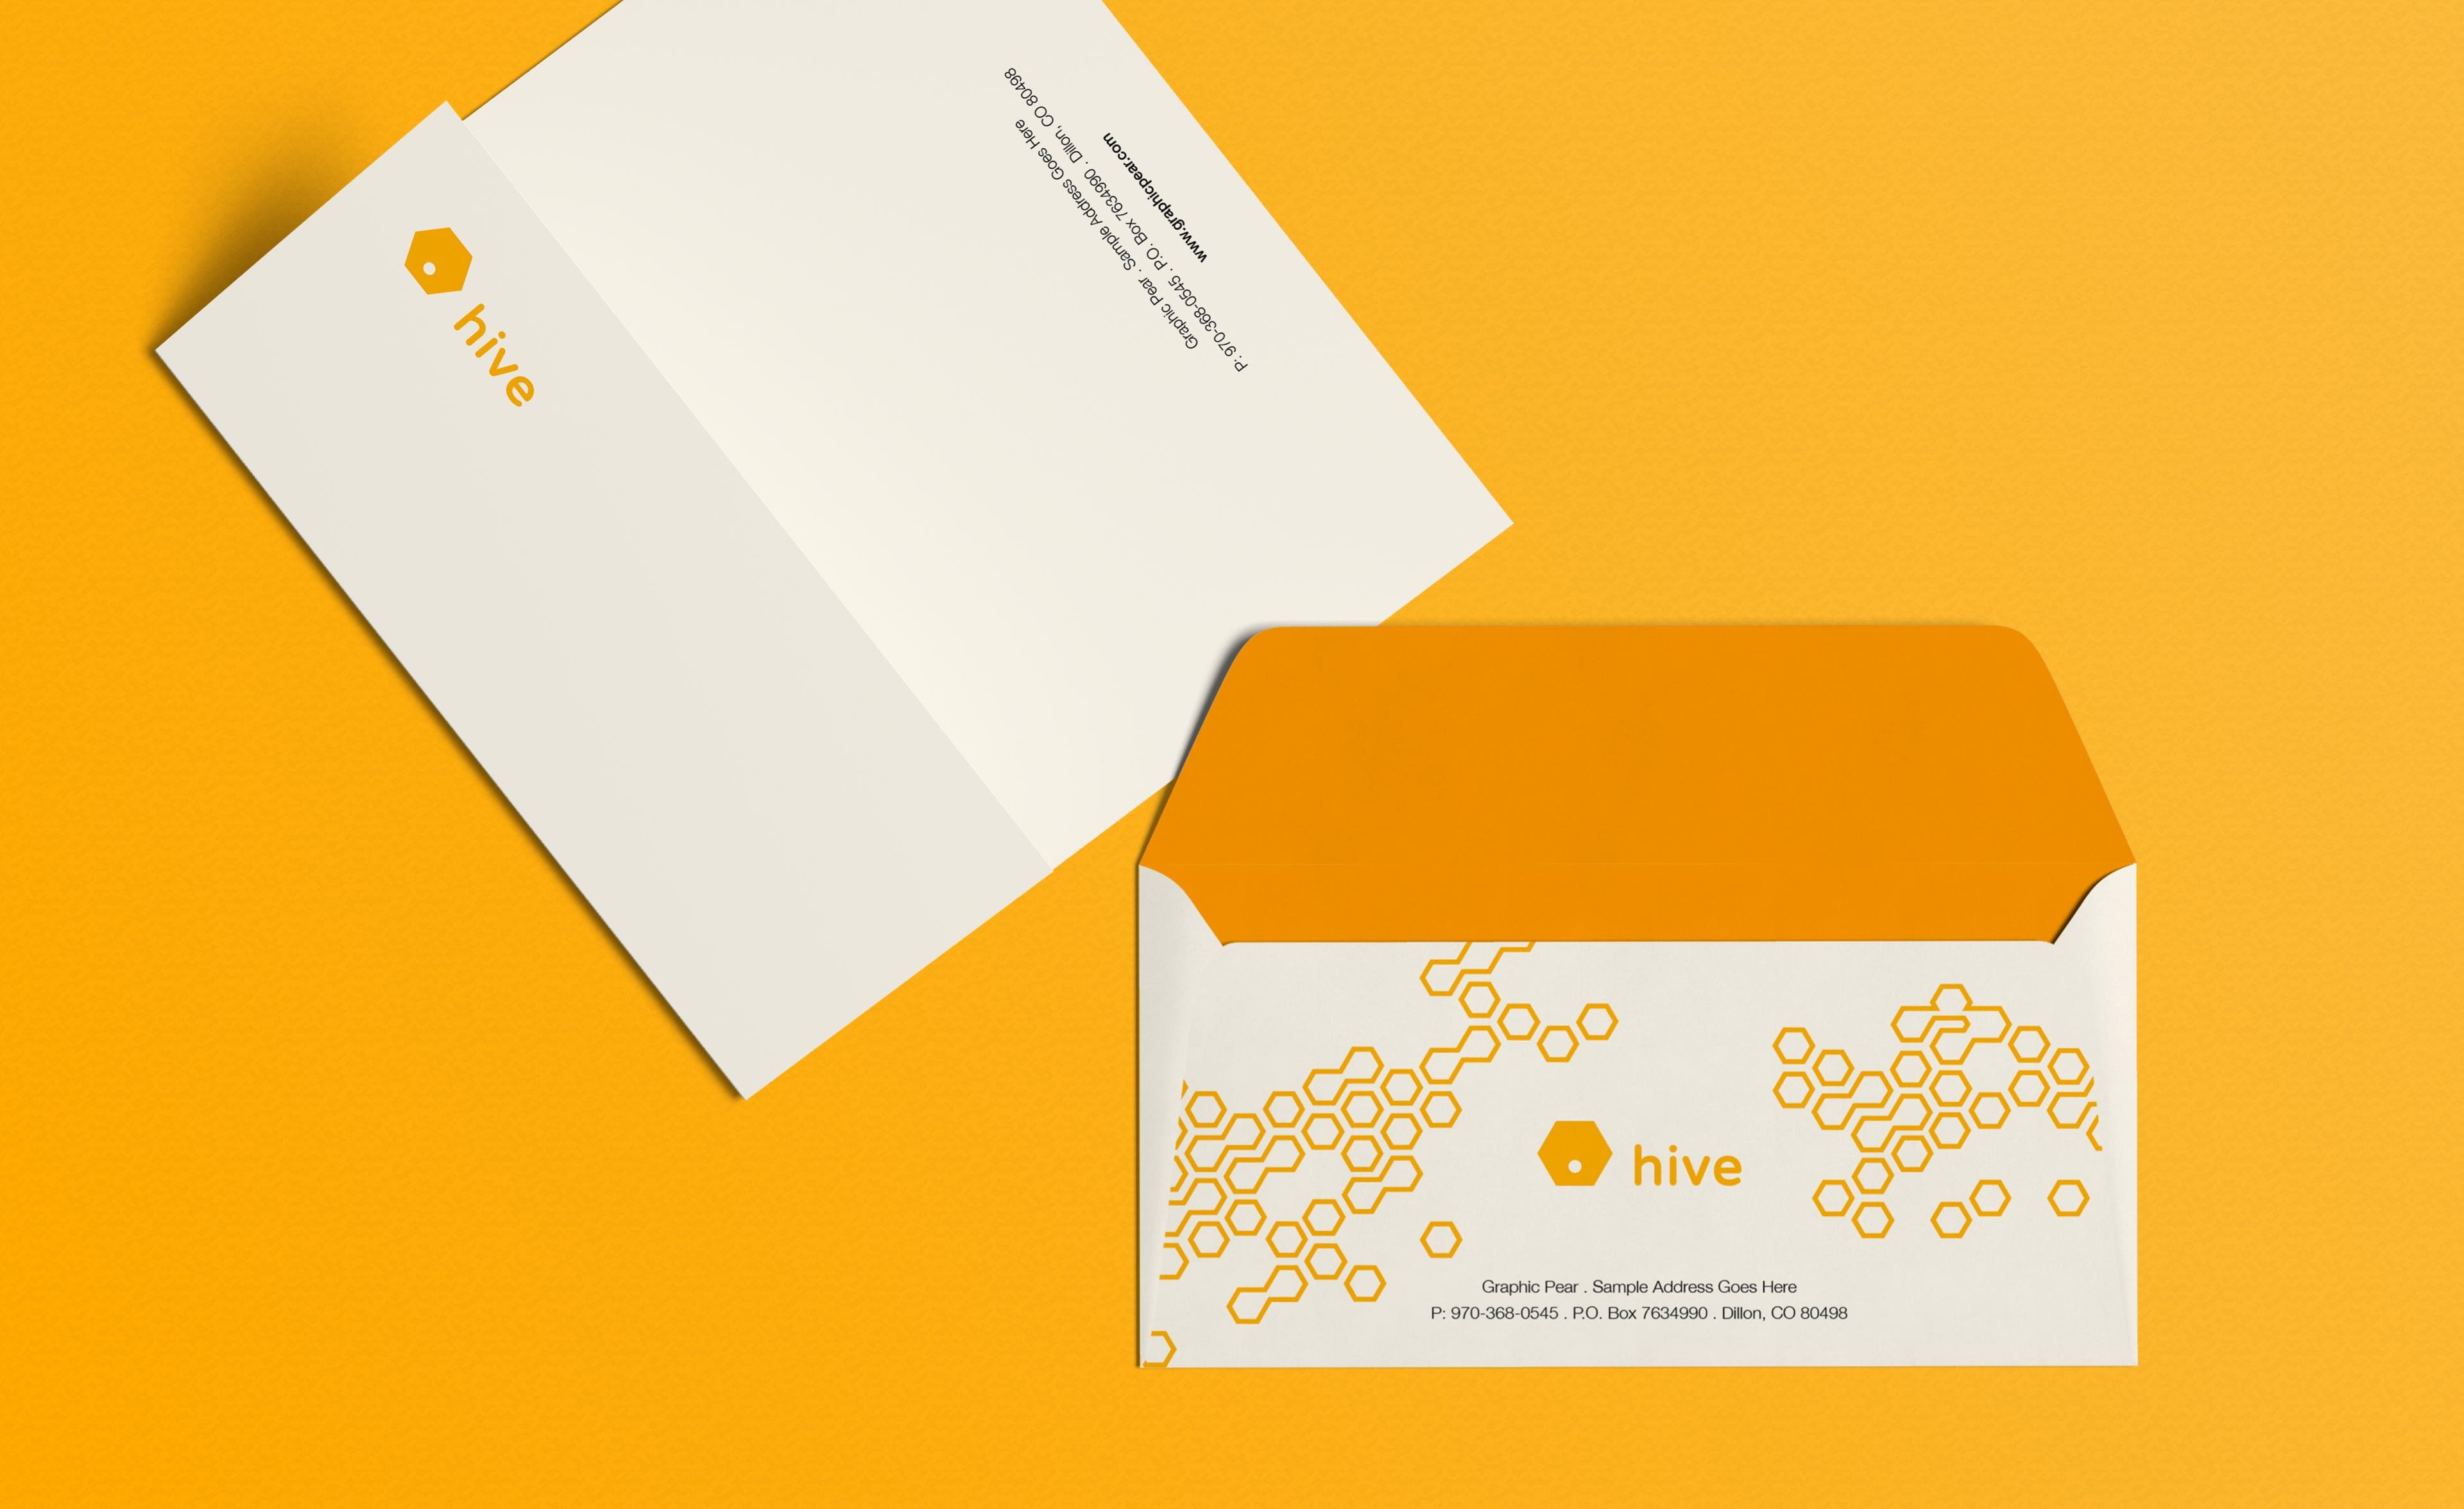 hive
www.graphicpear.com
P: 970-368-0545 . P.O. Box 7634990 . Dillon, CO 80498
Graphic Pear . Sample Address Goes Here
hive
Graphic Pear . Sample Address Goes Here
P: 970-368-0545 . P.O. Box 7634990 . Dillon, CO 80498